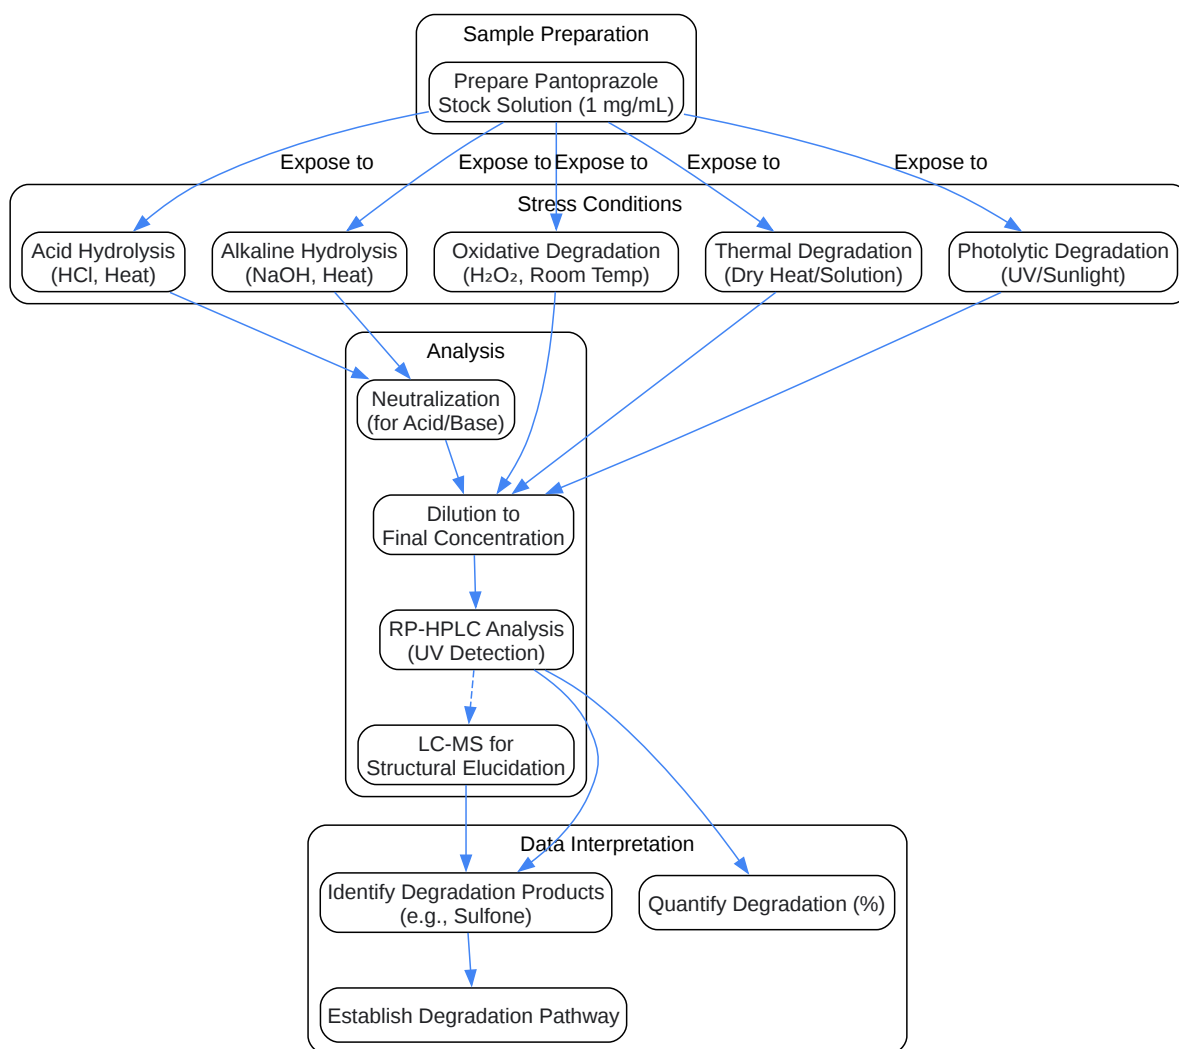 Sample Preparation
Prepare Pantoprazole
Stock Solution (1 mg/mL)
Expose to
Expose to
Expose to
Expose to
Expose to
Stress Conditions
Acid Hydrolysis
(HCl, Heat)
Alkaline Hydrolysis
(NaOH, Heat)
Oxidative Degradation
(H₂O₂, Room Temp)
Thermal Degradation
(Dry Heat/Solution)
Photolytic Degradation
(UV/Sunlight)
Analysis
Neutralization
(for Acid/Base)
Dilution to
Final Concentration
RP-HPLC Analysis
(UV Detection)
LC-MS for
Structural Elucidation
Data Interpretation
Identify Degradation Products
(e.g., Sulfone)
Quantify Degradation (%)
Establish Degradation Pathway